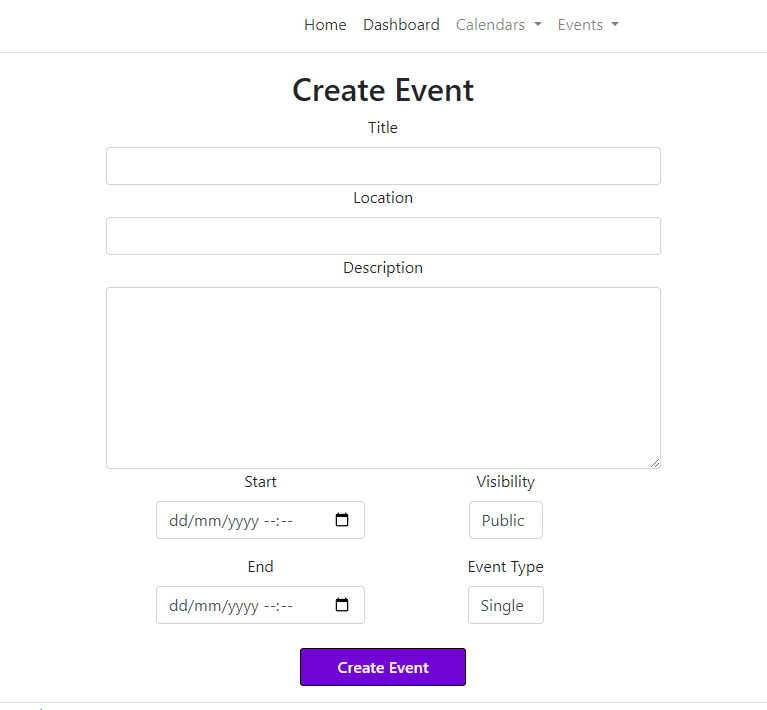 Home Dashboard Calendars Events
Create Event
Title
Location
Description
Start Visibility
dd/mm/yyyy --:-- Public
End Event Type
dd/mm/yyyy --:-- Single
Create Event